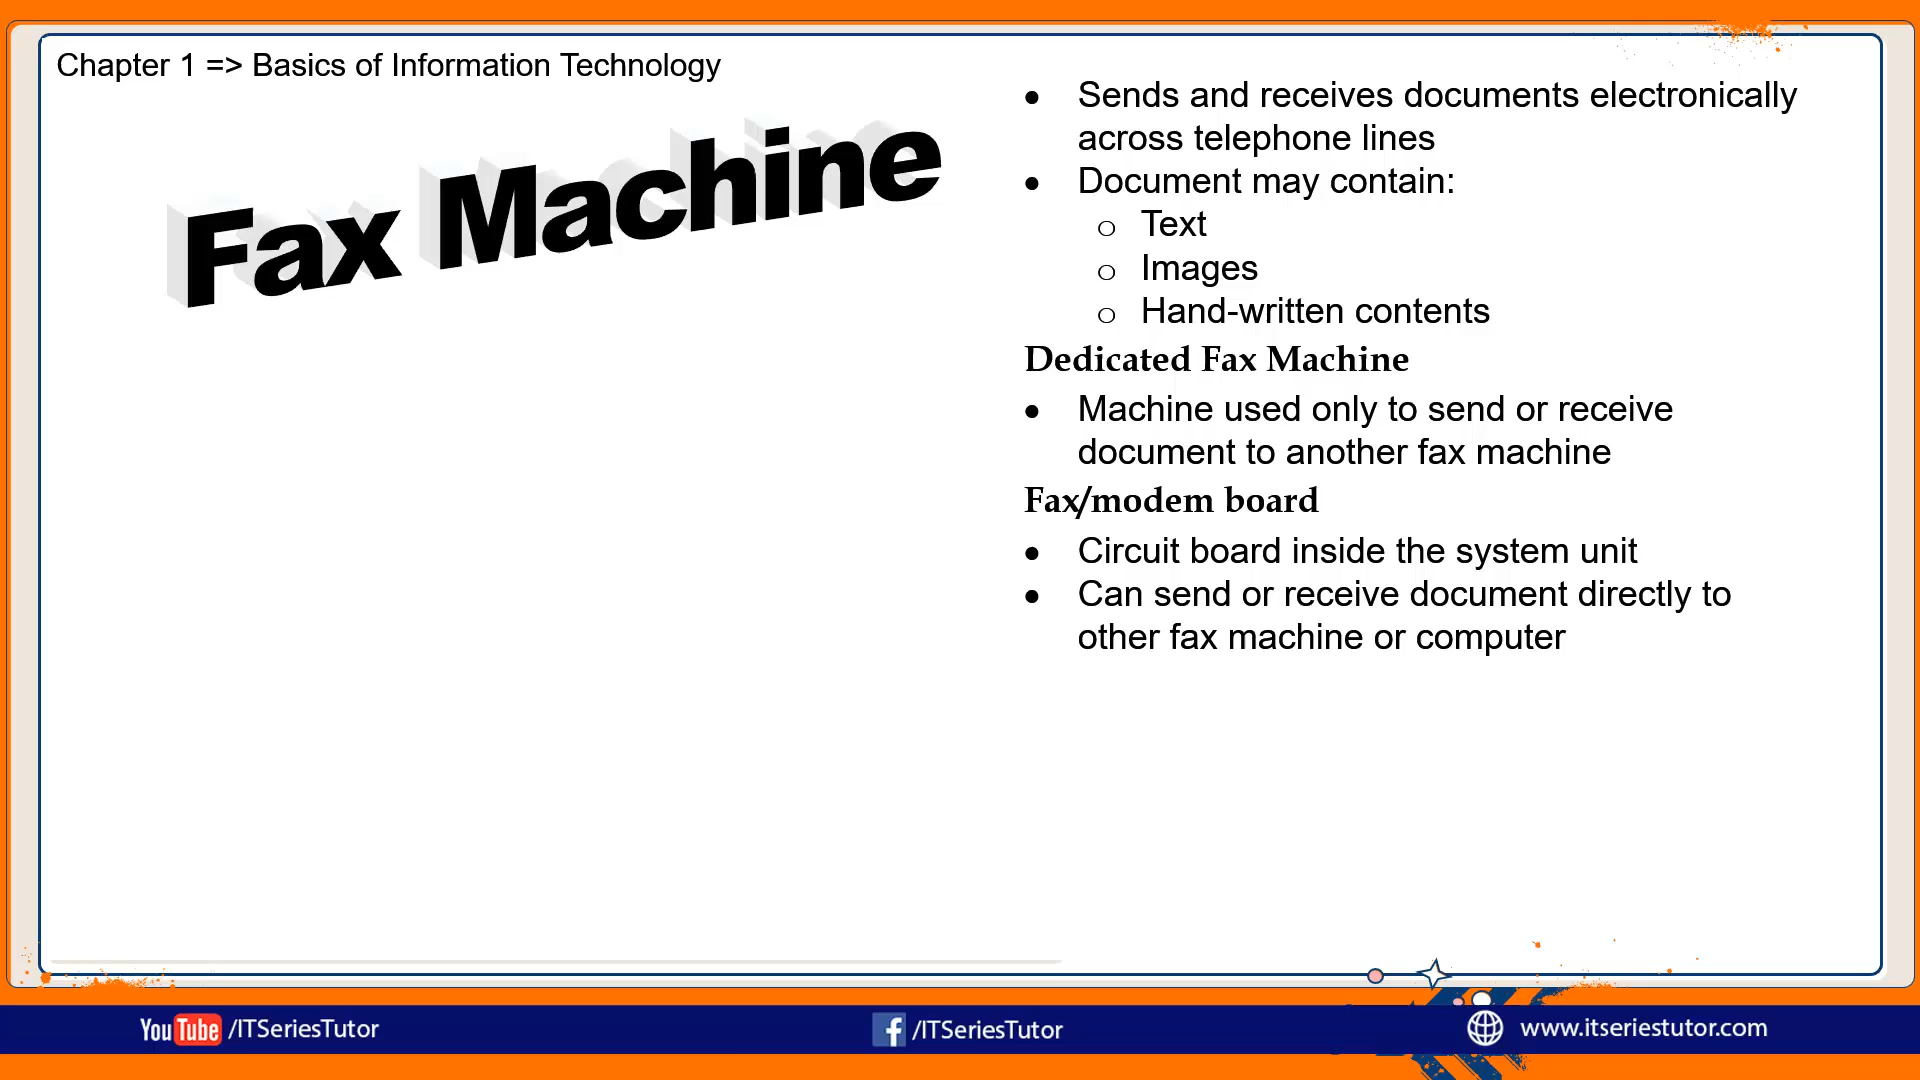 Chapter 1 => Basics of Information Technology
Fax Machine
• Sends and receives documents electronically
across telephone lines
• Document may contain:
o Text
o Images
o Hand-written contents
Dedicated Fax Machine
• Machine used only to send or receive
document to another fax machine
Fax/modem board
• Circuit board inside the system unit
• Can send or receive document directly to
other fax machine or computer
YouTube /ITSeriesTutor
f /ITSeriesTutor
www.itseriestutor.com